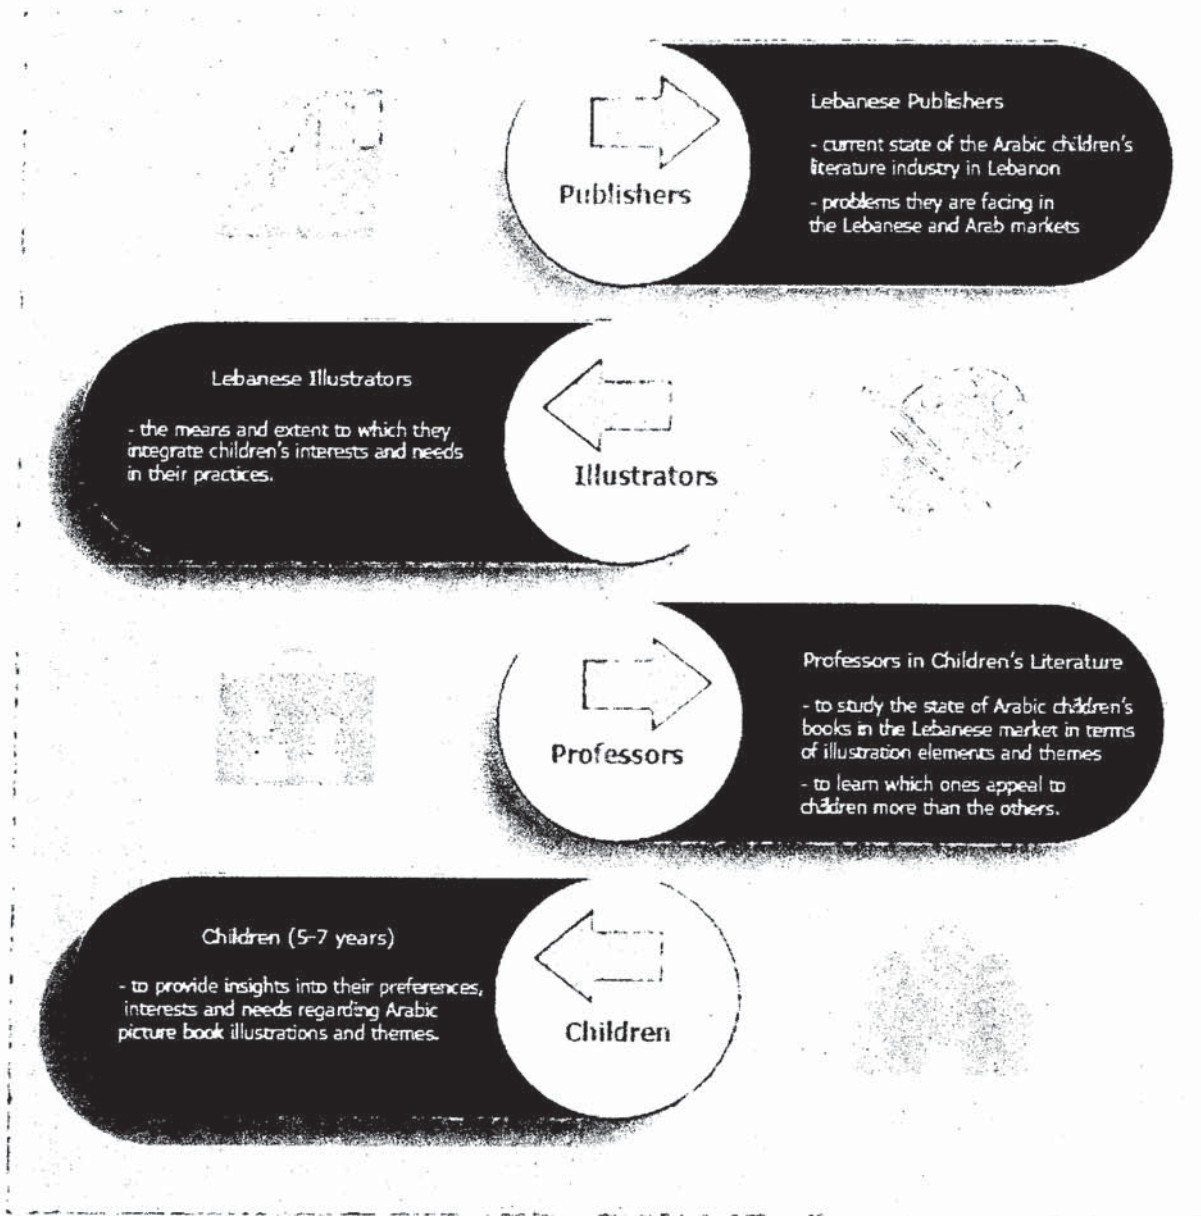 Lebanese Publishers
- current state of the Arabic children's
literature industry in Lebanon
- problems they are facing in
the Lebanese and Arab markets
Publishers
Lebanese Illustrators
- the means and extent to which they
integrate children's interests and needs
in their practices.
Illustrators
Professors in Children's Literature
- to study the state of Arabic children's
books in the Lebanese market in terms
of illustration elements and themes
- to learn which ones appeal to
children more than the others.
Professors
Children (5-7 years)
- to provide insights into their preferences,
interests and needs regarding Arabic
picture book illustrations and themes.
Children